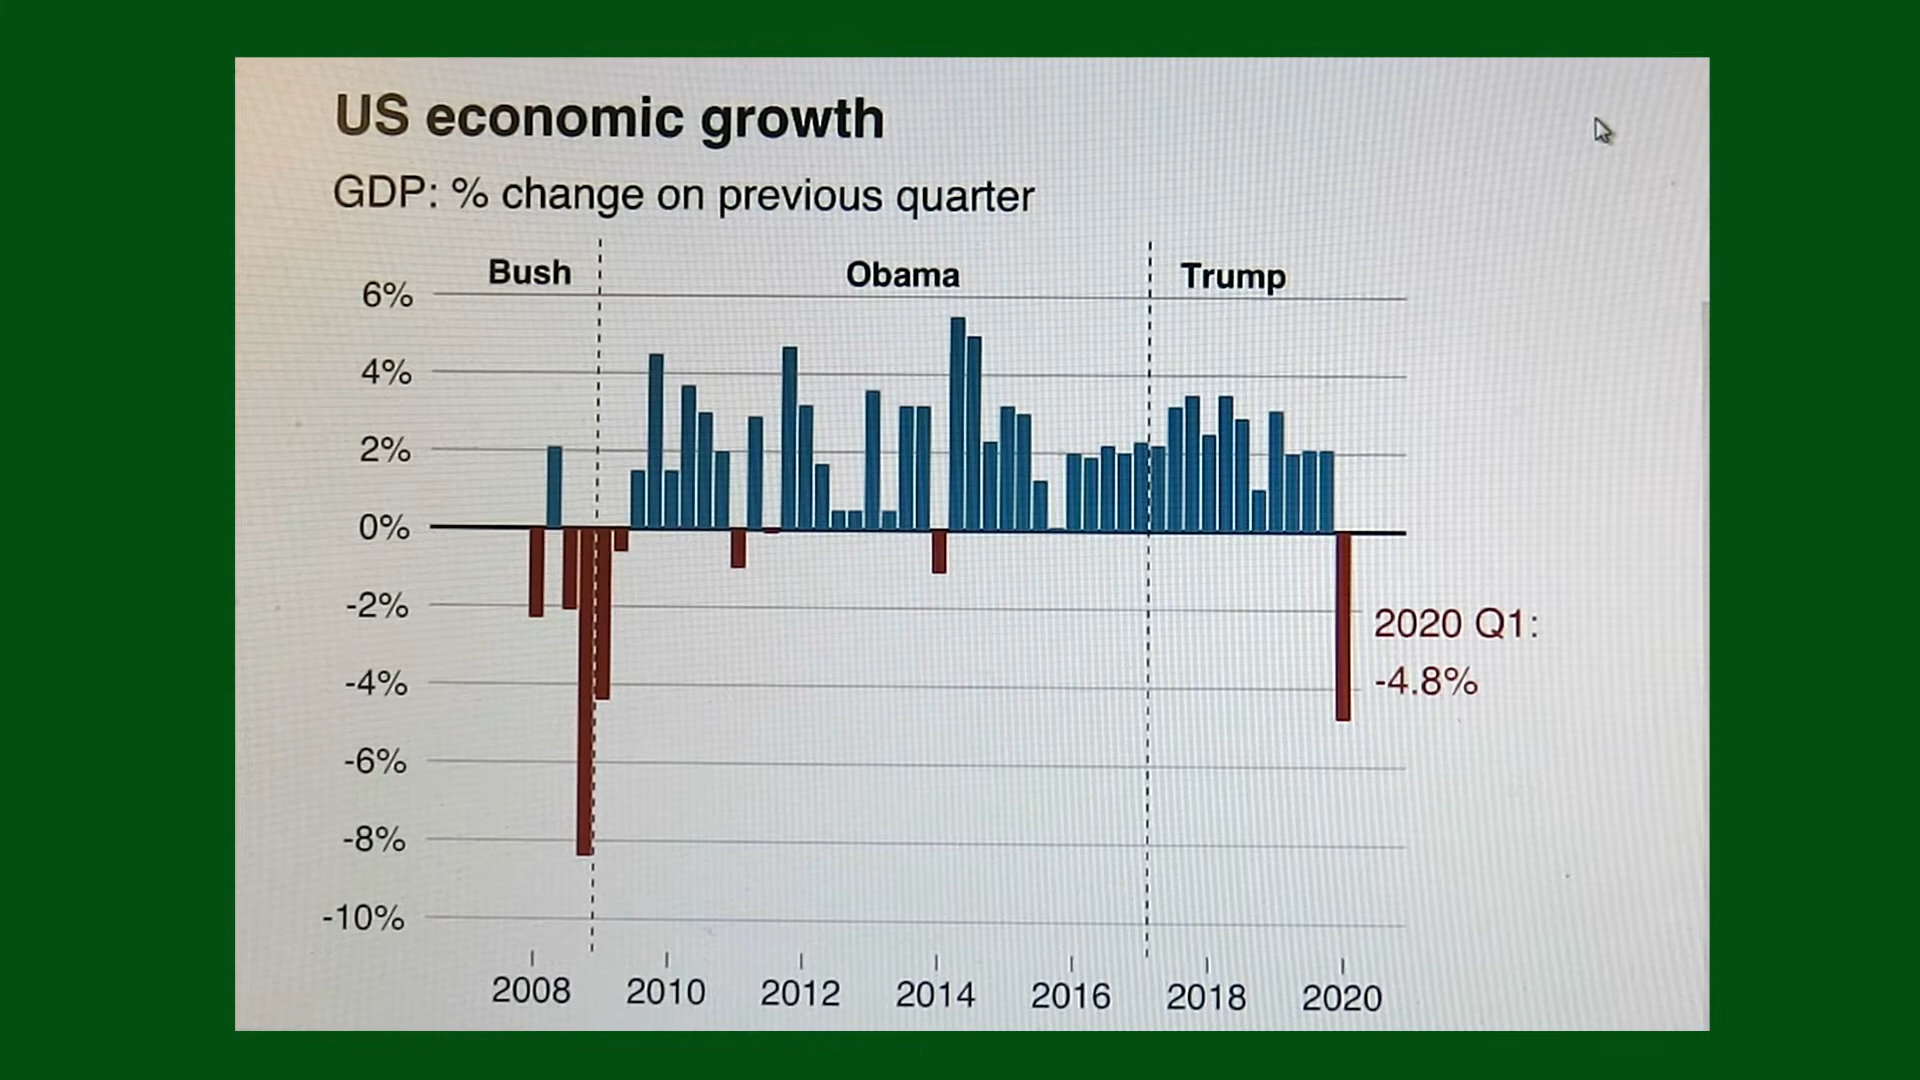 US economic growth
GDP: % change on previous quarter
Bush Obama Trump
6%
4%
2%
0%
-2%
2020 Q1:
-4%
-4.8%
-6%
-8%
-10%
2008 2010 2012 2014 2016 2018 2020